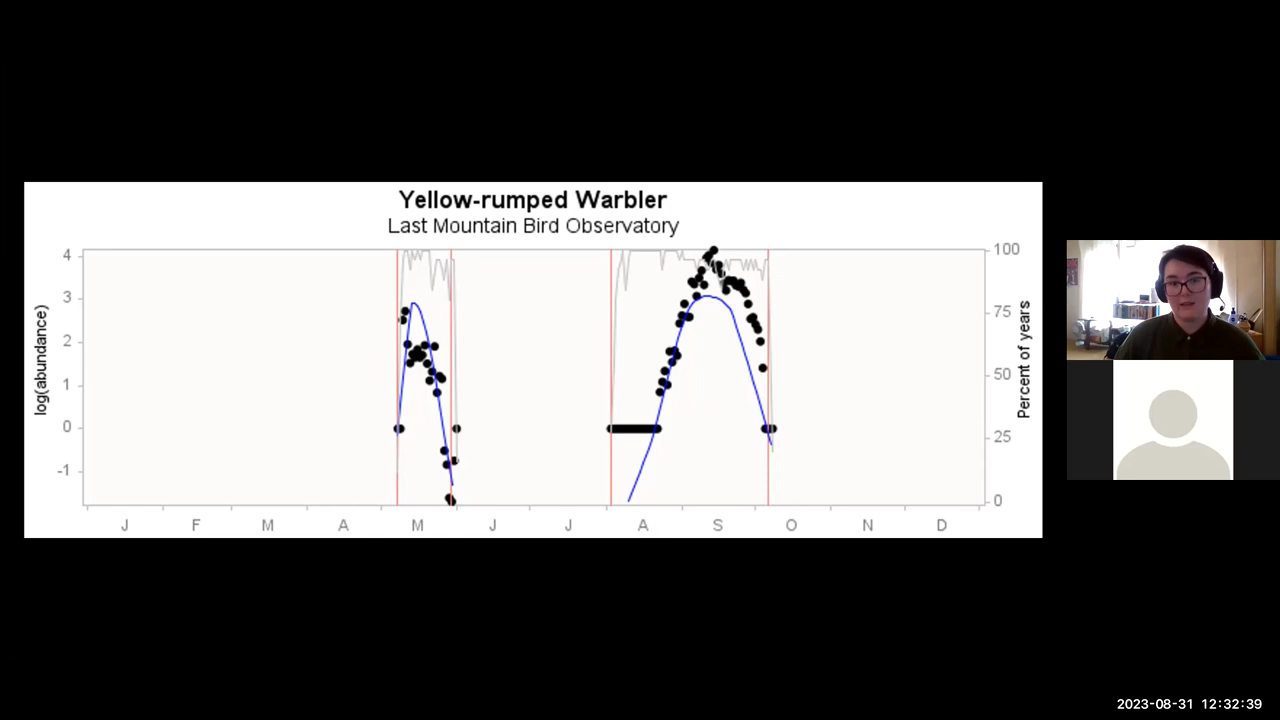 Yellow-rumped Warbler
Last Mountain Bird Observatory
log(abundance)
4
3
2
1
0
-1
100
75
50
25
0
Percent of years
J F M A M J J A S O N D
2023-08-31 12:32:39